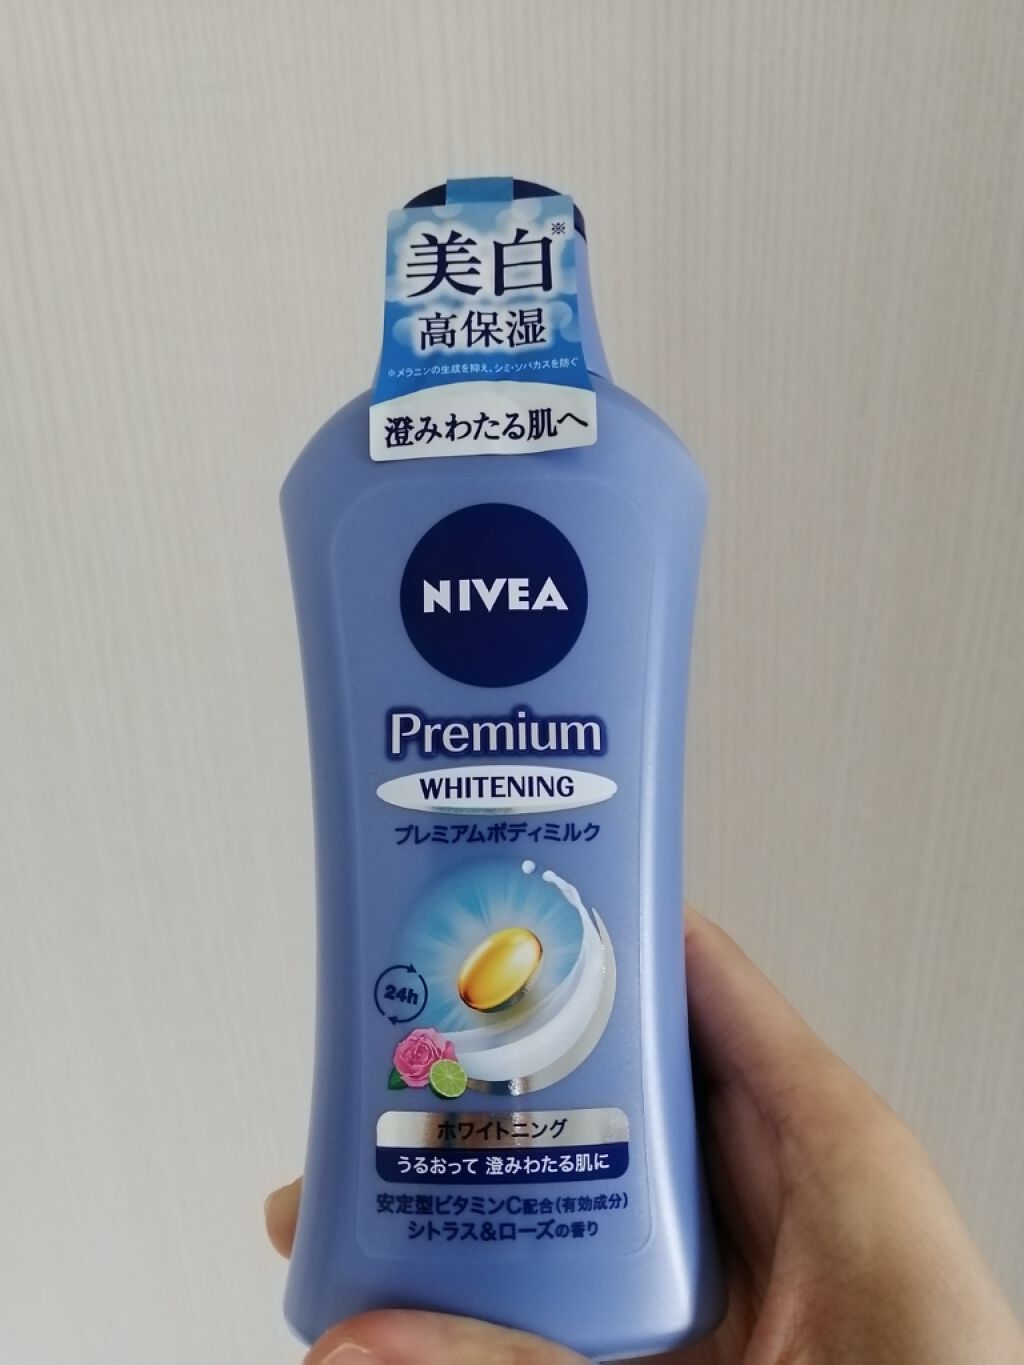 美白※
高保湿
※メラニンの生成を抑え、シミ・ソバカスを防ぐ
澄みわたる肌へ
NIVEA
Premium
WHITENING
プレミアムボディミルク
24h
ホワイトニング
うるおって 澄みわたる肌に
安定型ビタミンC配合(有効成分)
シトラス&ローズの香り